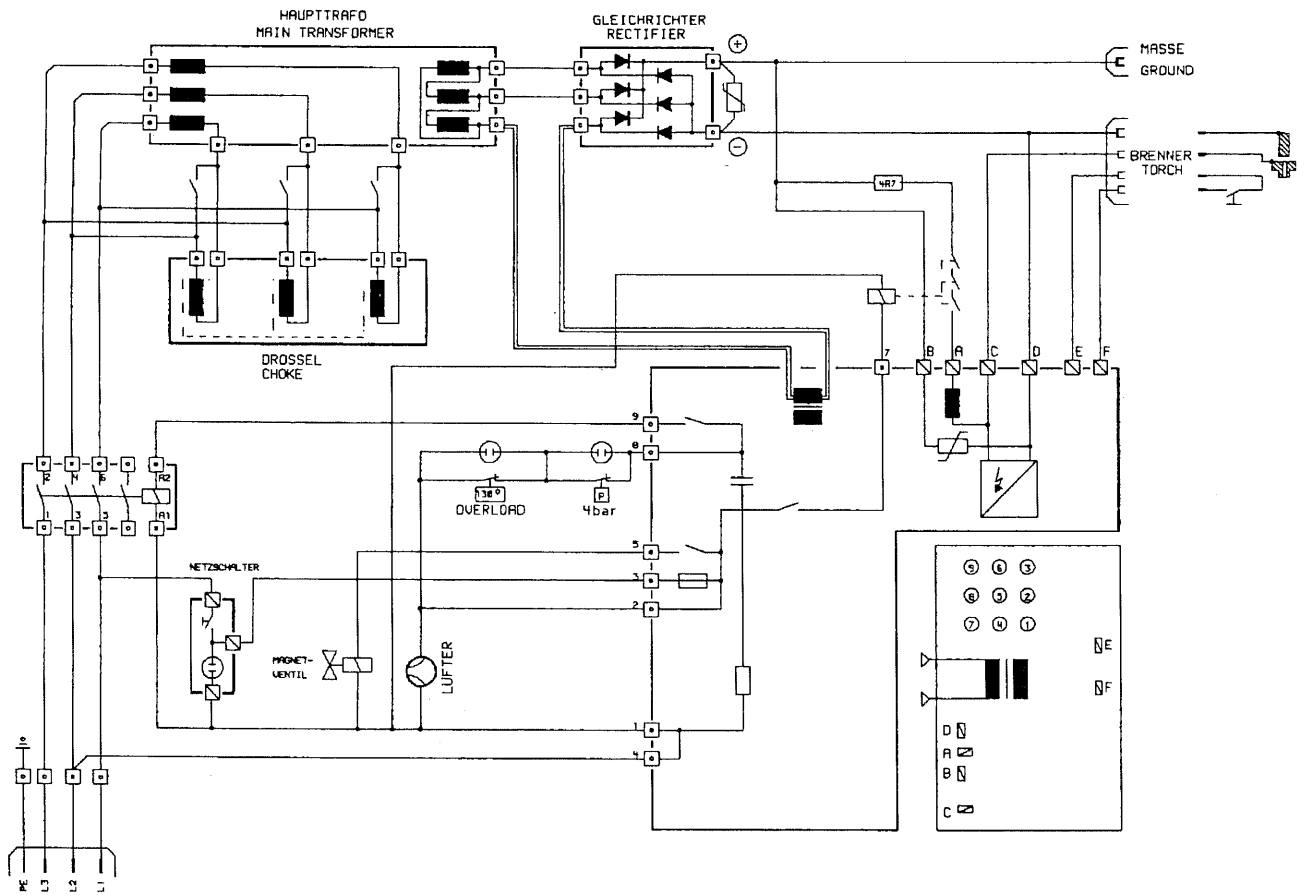 HAUPTTRAFO
MAIN TRANSFORMER
GLEICHRICHTER
RECTIFIER
+
−
MASSE
GROUND
BRENNER
TORCH
4R7
DROSSEL
CHOKE
7
B
A
C
D
E
F
9
8
130°
OVERLOAD
P
4bar
2
4
6
A2
1
3
5
A1
5
3
2
NETZSCHALTER
MAGNET-
VENTIL
LUFTER
1
4
9 6 3
8 5 2
7 4 1
E
F
D
A
B
C
PE
L3
L2
L1